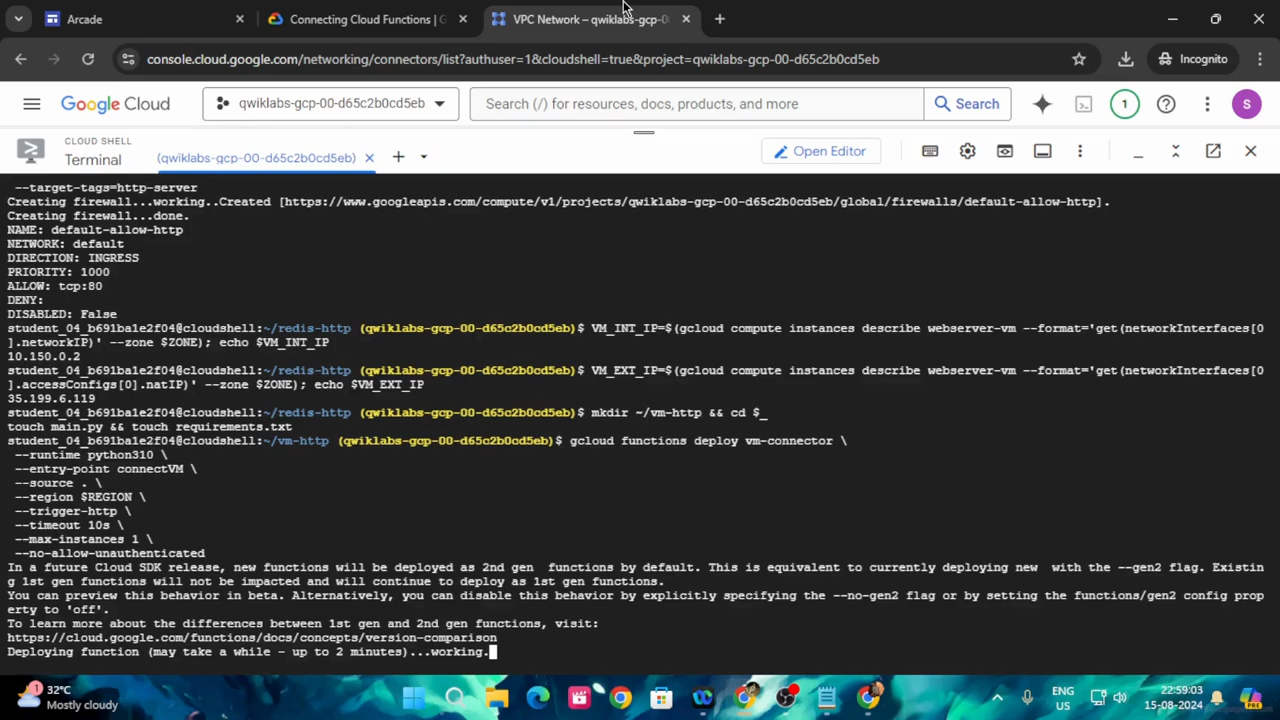 Arcade
Connecting Cloud Functions | G
VPC Network – qwiklabs-gcp-0
console.cloud.google.com/networking/connectors/list?authuser=1&cloudshell=true&project=qwiklabs-gcp-00-d65c2b0cd5eb
Incognito
Google Cloud
qwiklabs-gcp-00-d65c2b0cd5eb
Search (/) for resources, docs, products, and more
Search
1
S
CLOUD SHELL
Terminal
(qwiklabs-gcp-00-d65c2b0cd5eb)
Open Editor
--target-tags=http-server
Creating firewall...working..Created [https://www.googleapis.com/compute/v1/projects/qwiklabs-gcp-00-d65c2b0cd5eb/global/firewalls/default-allow-http].
Creating firewall...done.
NAME: default-allow-http
NETWORK: default
DIRECTION: INGRESS
PRIORITY: 1000
ALLOW: tcp:80
DENY:
DISABLED: False
student_04_b691ba1e2f04@cloudshell:~/redis-http (qwiklabs-gcp-00-d65c2b0cd5eb)$ VM_INT_IP=$(gcloud compute instances describe webserver-vm --format='get(networkInterfaces[0
].networkIP)' --zone $ZONE); echo $VM_INT_IP
10.150.0.2
student_04_b691ba1e2f04@cloudshell:~/redis-http (qwiklabs-gcp-00-d65c2b0cd5eb)$ VM_EXT_IP=$(gcloud compute instances describe webserver-vm --format='get(networkInterfaces[0
].accessConfigs[0].natIP)' --zone $ZONE); echo $VM_EXT_IP
35.199.6.119
student_04_b691ba1e2f04@cloudshell:~/redis-http (qwiklabs-gcp-00-d65c2b0cd5eb)$ mkdir ~/vm-http && cd $_
touch main.py && touch requirements.txt
student_04_b691ba1e2f04@cloudshell:~/vm-http (qwiklabs-gcp-00-d65c2b0cd5eb)$ gcloud functions deploy vm-connector \
--runtime python310 \
--entry-point connectVM \
--source . \
--region $REGION \
--trigger-http \
--timeout 10s \
--max-instances 1 \
--no-allow-unauthenticated
In a future Cloud SDK release, new functions will be deployed as 2nd gen  functions by default. This is equivalent to currently deploying new  with the --gen2 flag. Existin
g 1st gen functions will not be impacted and will continue to deploy as 1st gen functions.
You can preview this behavior in beta. Alternatively, you can disable this behavior by explicitly specifying the --no-gen2 flag or by setting the functions/gen2 config prop
erty to 'off'.
To learn more about the differences between 1st gen and 2nd gen functions, visit:
https://cloud.google.com/functions/docs/concepts/version-comparison
Deploying function (may take a while - up to 2 minutes)...working.
1
32°C
Mostly cloudy
ENG
US
22:59:03
15-08-2024
PRE